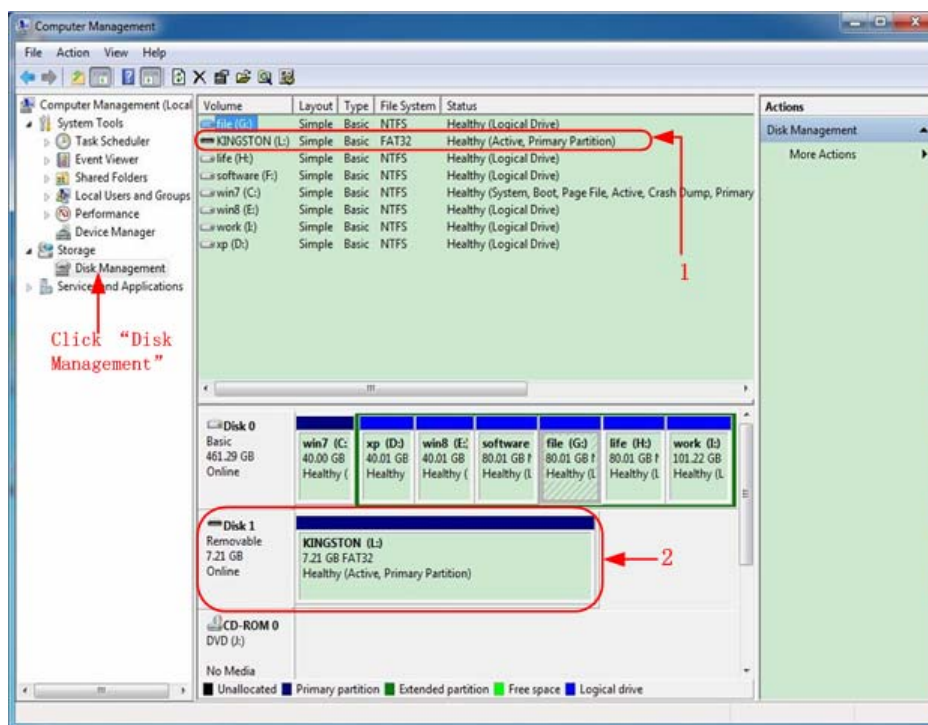 Computer Management
File Action View Help
Computer Management (Local
System Tools
Task Scheduler
Event Viewer
Shared Folders
Local Users and Groups
Performance
Device Manager
Storage
Disk Management
Services and Applications
Click “Disk
Management”
Volume Layout Type File System Status
file (G:) Simple Basic NTFS Healthy (Logical Drive)
KINGSTON (L:) Simple Basic FAT32 Healthy (Active, Primary Partition)
life (H:) Simple Basic NTFS Healthy (Logical Drive)
software (F:) Simple Basic NTFS Healthy (Logical Drive)
win7 (C:) Simple Basic NTFS Healthy (System, Boot, Page File, Active, Crash Dump, Primary
win8 (E:) Simple Basic NTFS Healthy (Logical Drive)
work (I:) Simple Basic NTFS Healthy (Logical Drive)
xp (D:) Simple Basic NTFS Healthy (Logical Drive)
1
Actions
Disk Management
More Actions
Disk 0
Basic
461.29 GB
Online
win7 (C: xp (D:) win8 (E: software file (G:) life (H:) work (I:)
40.00 GB 40.01 GB 40.01 GB 80.01 GB 80.01 GB 80.01 GB 101.22 GB
Healthy ( Healthy Healthy ( Healthy (L Healthy (L Healthy (L Healthy (L
Disk 1
Removable
7.21 GB
Online
KINGSTON (L:)
7.21 GB FAT32
Healthy (Active, Primary Partition)
2
CD-ROM 0
DVD (J:)
No Media
Unallocated Primary partition Extended partition Free space Logical drive